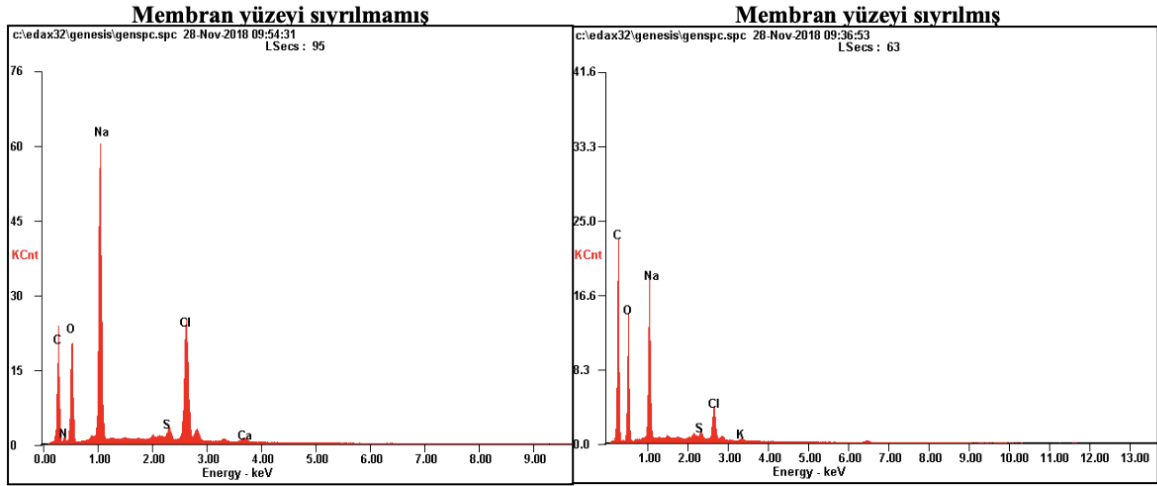 Membran yüzeyi sıyrılmamış
c:\edax32\genesis\genspc.spc 28-Nov-2018 09:54:31
LSecs : 95
76
60
45
KCnt
30
15
0
Na
C
O
N
S
Cl
Ca
0.00 1.00 2.00 3.00 4.00 5.00 6.00 7.00 8.00 9.00
Energy - keV
Membran yüzeyi sıyrılmış
c:\edax32\genesis\genspc.spc 28-Nov-2018 09:36:53
LSecs : 63
41.6
33.3
25.0
KCnt
16.6
8.3
0.0
C
O
Na
S
Cl
K
1.00 2.00 3.00 4.00 5.00 6.00 7.00 8.00 9.00 10.00 11.00 12.00 13.00
Energy - keV